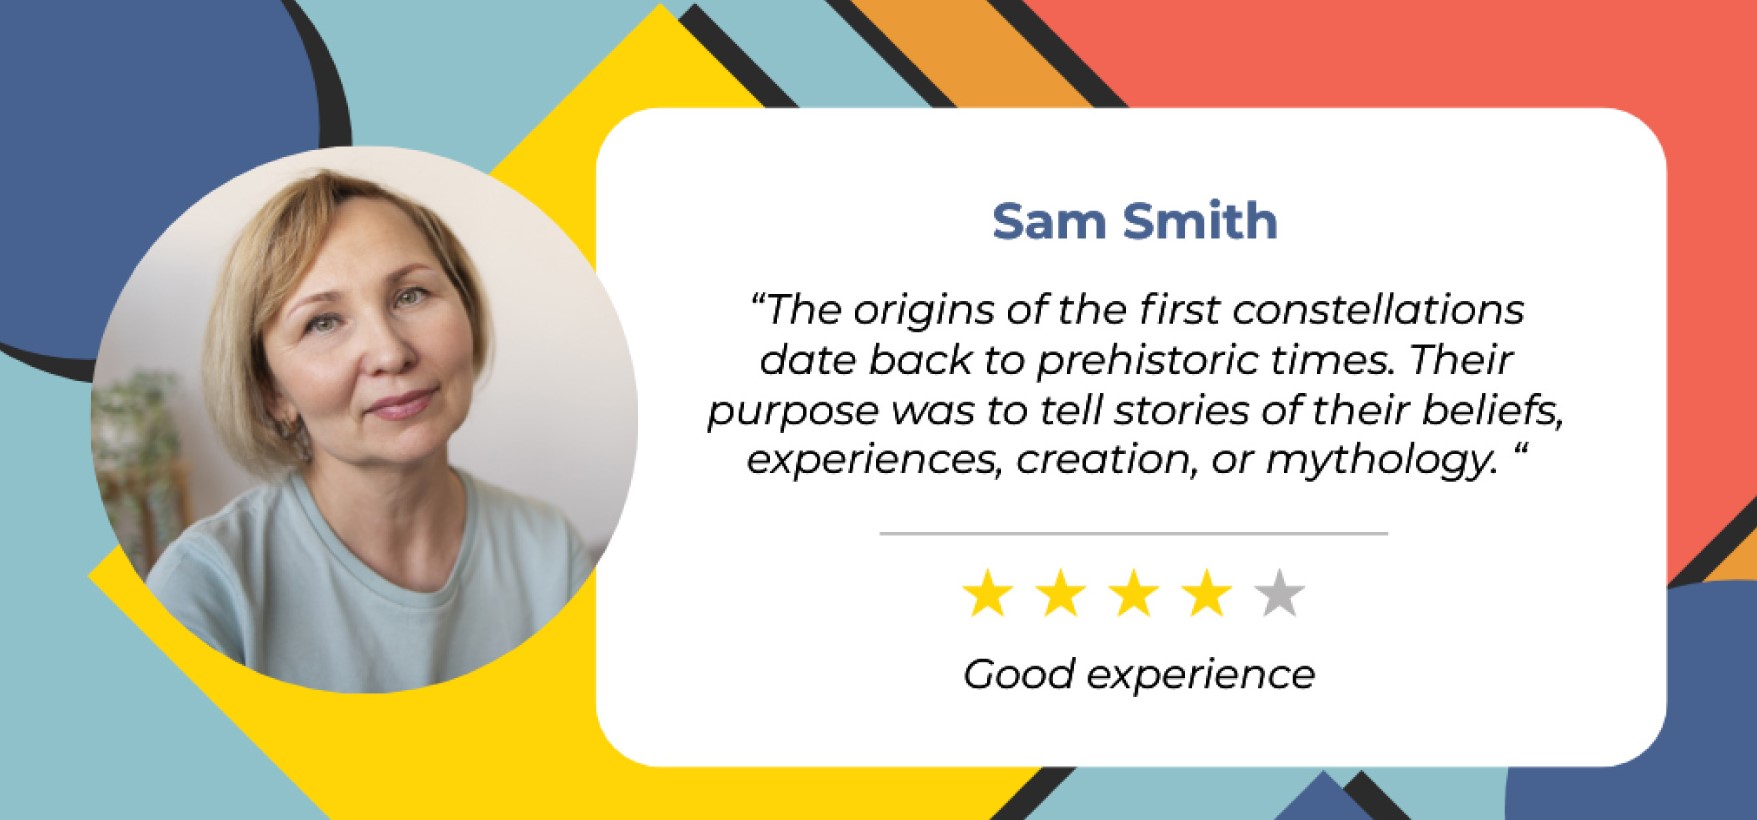 Sam Smith
“The origins of the first constellations
date back to prehistoric times. Their
purpose was to tell stories of their beliefs,
experiences, creation, or mythology. “
Good experience